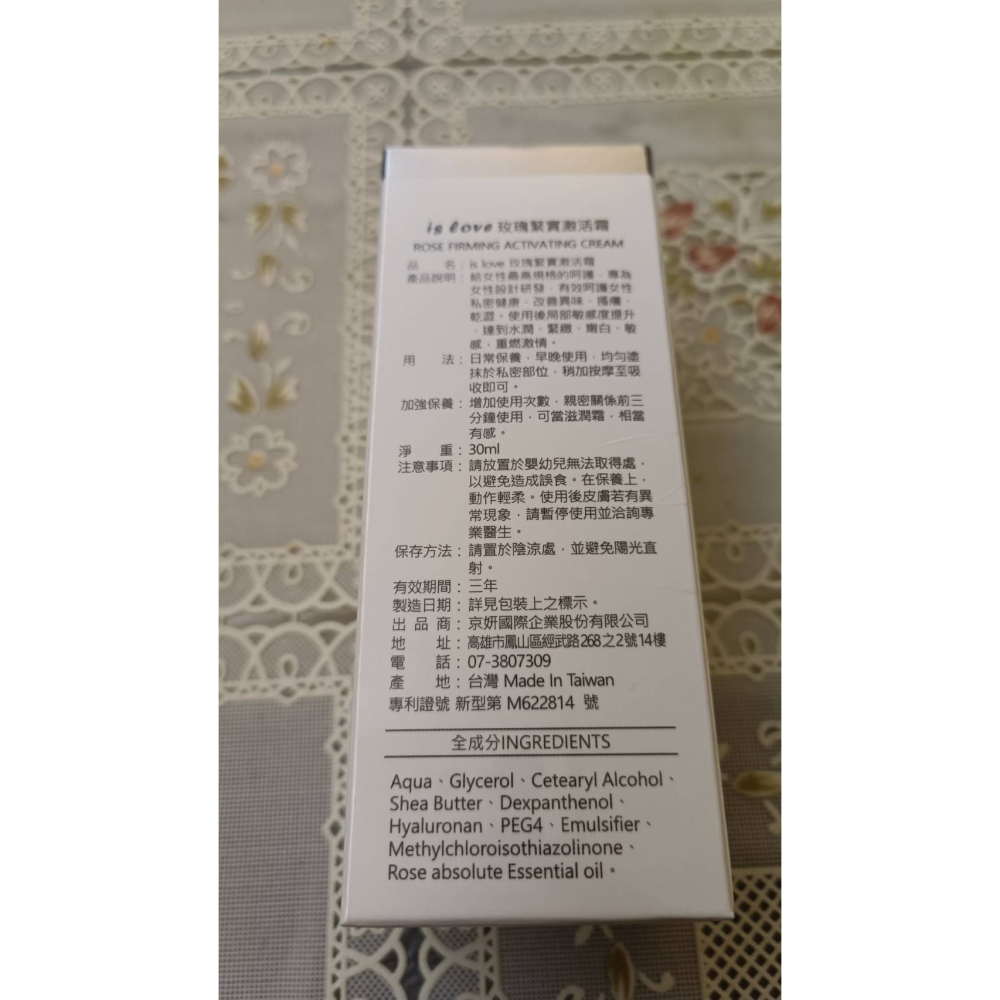 is love 玫瑰緊實激活霜
ROSE FIRMING ACTIVATING CREAM
品 名：is love 玫瑰緊實激活霜
產品說明：給女性最高規格的呵護，專為
女性設計研發，有效呵護女性
私密健康、改善異味、搔癢、
乾澀。使用後局部敏感度提升
，達到水潤、緊緻、嫩白、敏
感，重燃激情。
用 法：日常保養，早晚使用，均勻塗
抹於私密部位，稍加按摩至吸
收即可。
加強保養：增加使用次數，親密關係前三
分鐘使用，可當滋潤霜，相當
有感。
淨 重：30ml
注意事項：請放置於嬰幼兒無法取得處，
以避免造成誤食。在保養上，
動作輕柔。使用後皮膚若有異
常現象，請暫停使用並洽詢專
業醫生。
保存方法：請置於陰涼處，並避免陽光直
射。
有效期間：三年
製造日期：詳見包裝上之標示。
出 品 商：京妍國際企業股份有限公司
地 址：高雄市鳳山區經武路268之2號14樓
電 話：07-3807309
產 地：台灣 Made In Taiwan
專利證號 新型第 M622814 號
全成分INGREDIENTS
Aqua、Glycerol、Cetearyl Alcohol、
Shea Butter、Dexpanthenol、
Hyaluronan、PEG4、Emulsifier、
Methylchloroisothiazolinone、
Rose absolute Essential oil。